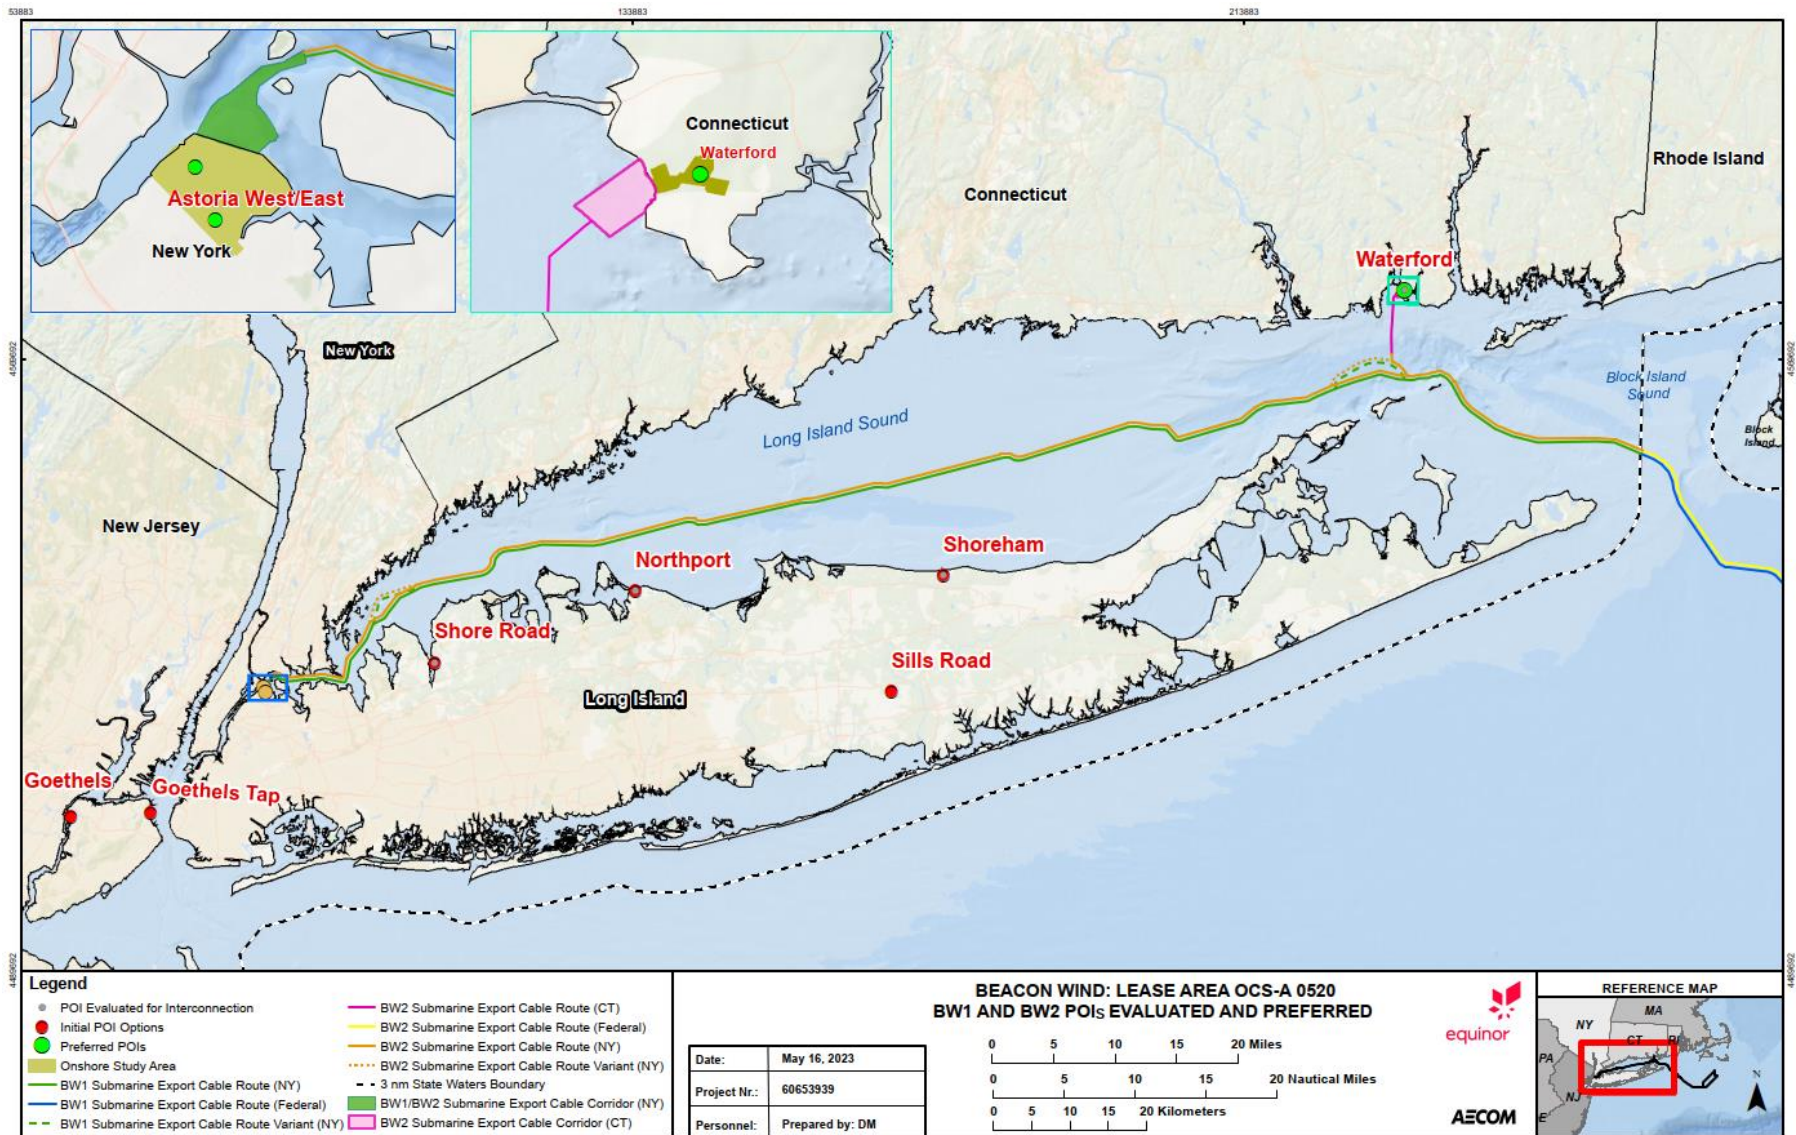 53883
133883
213883
Connecticut
Waterford
Astoria West/East
New York
Connecticut
Rhode Island
Waterford
4569692
4569692
New York
Long Island Sound
Block Island
Sound
Block
Island
New Jersey
Northport
Shoreham
Shore Road
Sills Road
Long Island
Goethels
Goethels Tap
4489692
4489692
Legend
POI Evaluated for Interconnection
Initial POI Options
Preferred POIs
Onshore Study Area
BW1 Submarine Export Cable Route (NY)
BW1 Submarine Export Cable Route (Federal)
BW1 Submarine Export Cable Route Variant (NY)
BW2 Submarine Export Cable Route (CT)
BW2 Submarine Export Cable Route (Federal)
BW2 Submarine Export Cable Route (NY)
BW2 Submarine Export Cable Route Variant (NY)
3 nm State Waters Boundary
BW1/BW2 Submarine Export Cable Corridor (NY)
BW2 Submarine Export Cable Corridor (CT)
Date: May 16, 2023
Project Nr.: 60653939
Personnel: Prepared by: DM
BEACON WIND: LEASE AREA OCS-A 0520
BW1 AND BW2 POIs EVALUATED AND PREFERRED
0 5 10 15 20 Miles
0 5 10 15 20 Nautical Miles
0 5 10 15 20 Kilometers
equinor
AECOM
REFERENCE MAP
MA
NY
CT
RI
PA
NJ
E
N